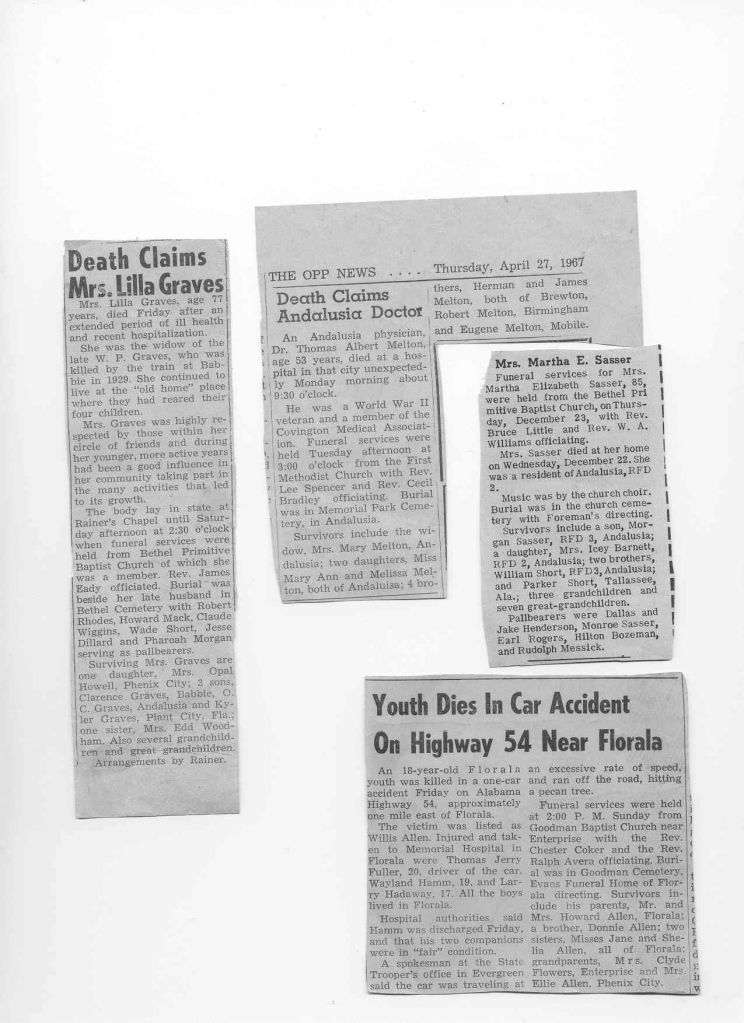 Death Claims
Mrs. Lilla Graves
Mrs. Lilla Graves, age 77
years, died Friday after an
extended period of ill health
and recent hospitalization.
She was the widow of the
late W. P. Graves, who was
killed by the train at Bab-
bie in 1929. She continued to
live at the "old home" place
where they had reared their
four children.
Mrs. Graves was highly re-
spected by those within her
circle of friends and during
her younger, more active years
had been a good influence in
her community taking part in
the many activities that led
to its growth.
The body lay in state at
Rainer's Chapel until Satur-
day afternoon at 2:30 o'clock
when funeral services were
held from Bethel Primitive
Baptist Church of which she
was a member. Rev. James
Eady officiated. Burial was
beside her late husband in
Bethel Cemetery with Robert
Rhodes, Howard Mack, Claude
Wiggins, Wade Short, Jesse
Dillard and Pharoah Morgan
serving as pallbearers.
Surviving Mrs. Graves are
one daughter, Mrs. Opal
Howell, Phenix City; 3 sons,
Clarence Graves, Babbie, O.
C. Graves, Andalusia and Ky-
ler Graves, Plant City, Fla.;
one sister, Mrs. Edd Wood-
ham. Also several grandchild-
ren and great grandchildren.
Arrangements by Rainer.
THE OPP NEWS .... Thursday, April 27, 1967
Death Claims
Andalusia Doctor
An Andalusia physician,
Dr. Thomas Albert Melton,
age 53 years, died at a hos-
pital in that city unexpected-
ly Monday morning about
9:30 o'clock.
He was a World War II
veteran and a member of the
Covington Medical Associat-
ion. Funeral services were
held Tuesday afternoon at
3:00 o'clock from the First
Methodist Church with Rev.
Lee Spencer and Rev. Cecil
Bradley officiating. Burial
was in Memorial Park Ceme-
tery, in Andalusia.
Survivors include the wi-
dow, Mrs. Mary Melton, An-
dalusia; two daughters, Miss
Mary Ann and Melissa Mel-
ton, both of Andaluisa; 4 bro-
thers, Herman and James
Melton, both of Brewton,
Robert Melton, Birmingham
and Eugene Melton, Mobile.
Mrs. Martha E. Sasser
Funeral services for Mrs.
Martha Elizabeth Sasser, 85,
were held from the Bethel Pri
mitive Baptist Church, on Thurs-
day, December 23, with Rev.
Bruce Little and Rev. W. A.
Williams officiating.
Mrs. Sasser died at her home
on Wednesday, December 22. She
was a resident of Andalusia, RFD
2.
Music was by the church choir.
Burial was in the church ceme-
tery with Foreman's directing.
Survivors include a son, Mor-
gan Sasser, RFD 3, Andalusia;
a daughter, Mrs. Icey Barnett,
RFD 2, Andalusia; two brothers,
William Short, RFD 3, Andalusia;
and Parker Short, Tallassee,
Ala.; three grandchildren and
seven great-grandchildren.
Pallbearers were Dallas and
Jake Henderson, Monroe Sasser,
Earl Rogers, Hilton Bozeman,
and Rudolph Messick.
Youth Dies In Car Accident
On Highway 54 Near Florala
An 18-year-old Florala
youth was killed in a one-car
accident Friday on Alabama
Highway 54, approximately
one mile east of Florala.
The victim was listed as
Willis Allen. Injured and tak-
en to Memorial Hospital in
Florala were Thomas Jerry
Fuller, 20, driver of the car,
Wayland Hamm, 19, and Lar-
ry Hadaway, 17. All the boys
lived in Florala.
Hospital authorities said
Hamm was discharged Friday,
and that his two companions
were in "fair" condition.
A spokesman at the State
Trooper's office in Evergreen
said the car was traveling at
an excessive rate of speed,
and ran off the road, hitting
a pecan tree.
Funeral services were held
at 2:00 P. M. Sunday from
Goodman Baptist Church near
Enterprise with the Rev.
Chester Coker and the Rev.
Ralph Avera officiating. Buri-
al was in Goodman Cemetery,
Evans Funeral Home of Flor-
ala directing. Survivors in-
clude his parents, Mr. and
Mrs. Howard Allen, Florala;
a brother, Donnie Allen; two
sisters, Misses Jane and She-
lia Allen, all of Florala;
grandparents, Mrs. Clyde
Flowers, Enterprise and Mrs.
Ellie Allen, Phenix City.